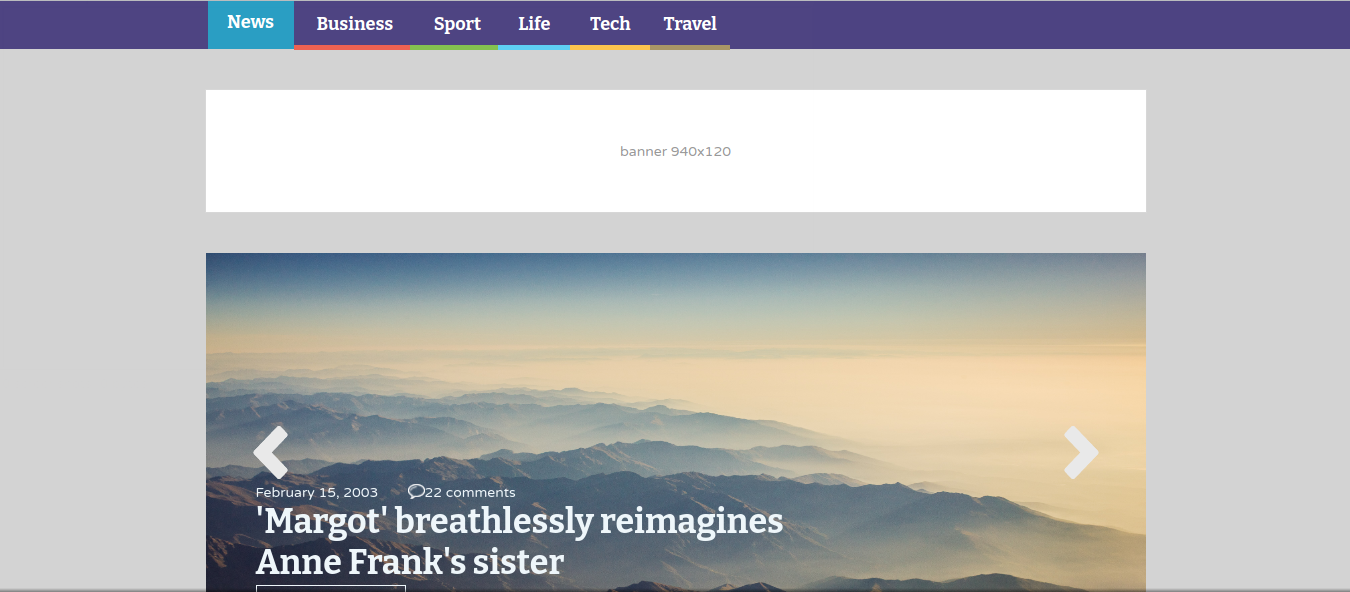 News Business Sport Life Tech Travel
banner 940x120
February 15, 2003 22 comments
'Margot' breathlessly reimagines
Anne Frank's sister